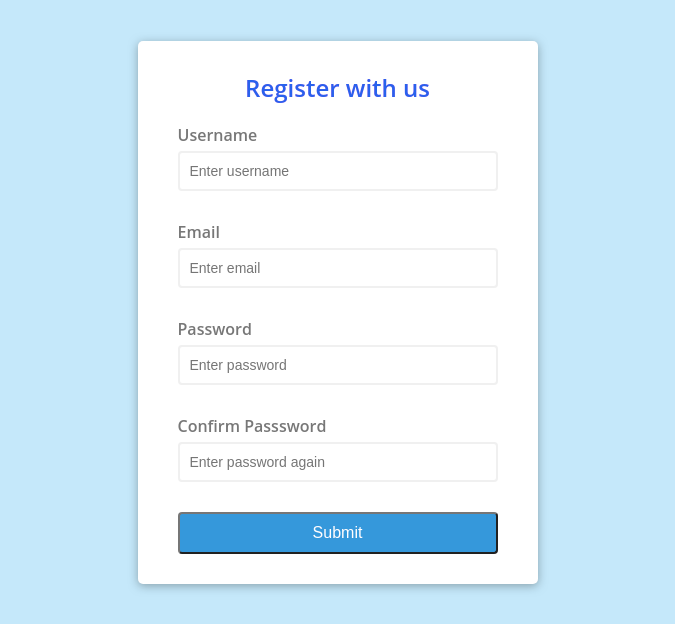 Register with us
Username
Enter username
Email
Enter email
Password
Enter password
Confirm Passsword
Enter password again
Submit